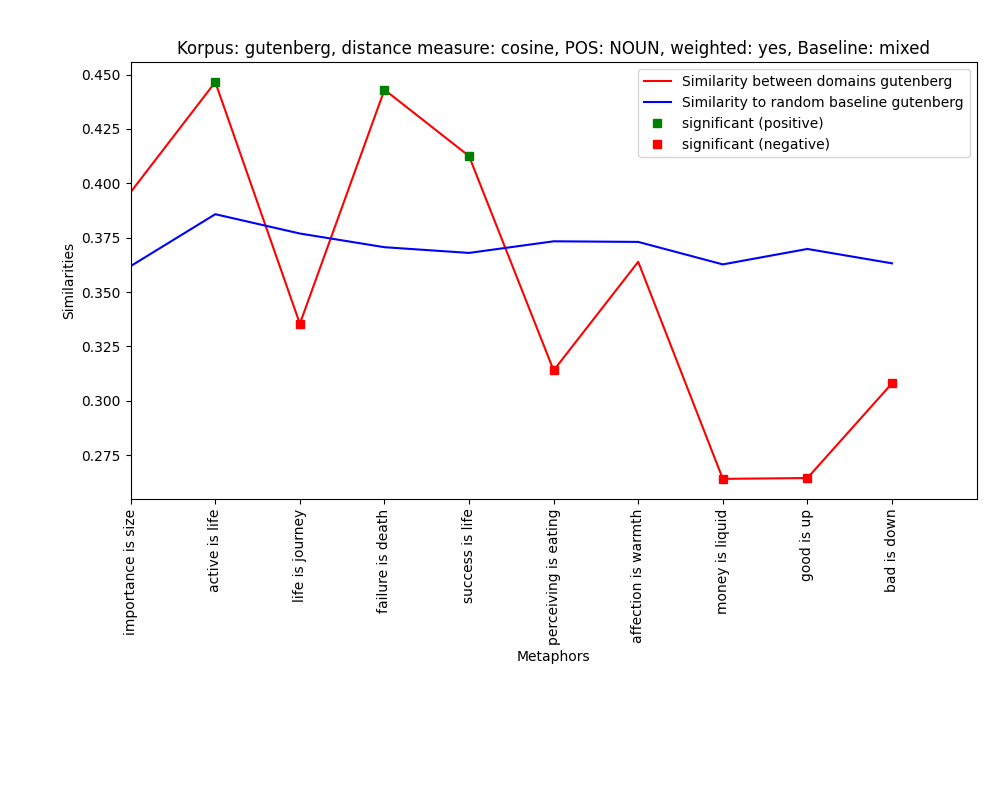 Korpus: gutenberg, distance measure: cosine, POS: NOUN, weighted: yes, Baseline: mixed
Similarity between domains gutenberg
Similarity to random baseline gutenberg
significant (positive)
significant (negative)
0.450
0.425
0.400
0.375
0.350
0.325
0.300
0.275
Similarities
importance is size
active is life
life is journey
failure is death
success is life
perceiving is eating
affection is warmth
money is liquid
good is up
bad is down
Metaphors